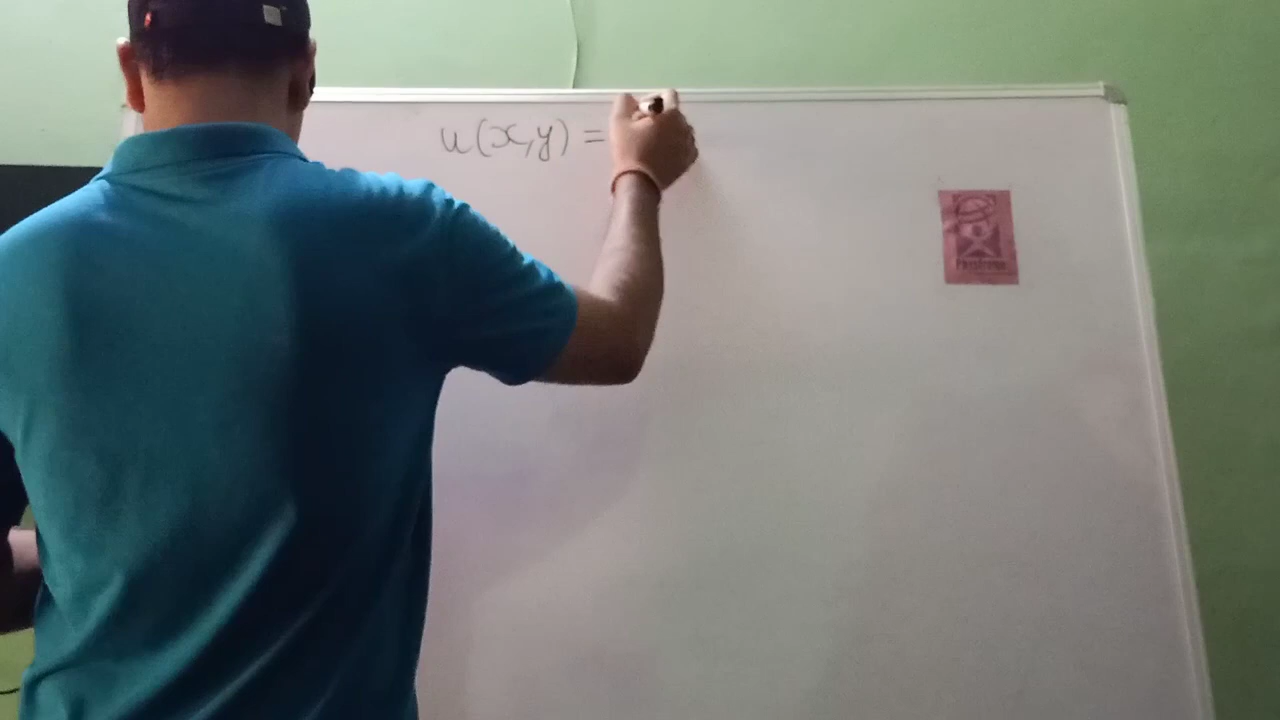 u(x,y) =